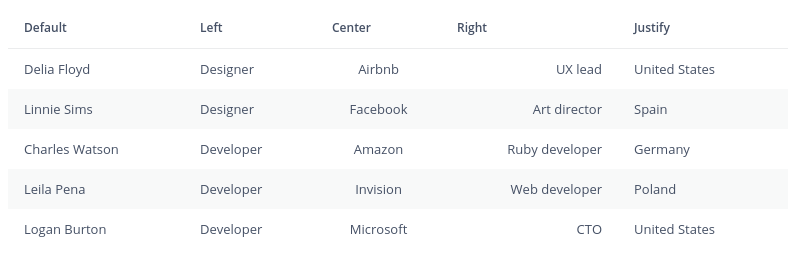 Default Left Center Right Justify
Delia Floyd Designer Airbnb UX lead United States
Linnie Sims Designer Facebook Art director Spain
Charles Watson Developer Amazon Ruby developer Germany
Leila Pena Developer Invision Web developer Poland
Logan Burton Developer Microsoft CTO United States